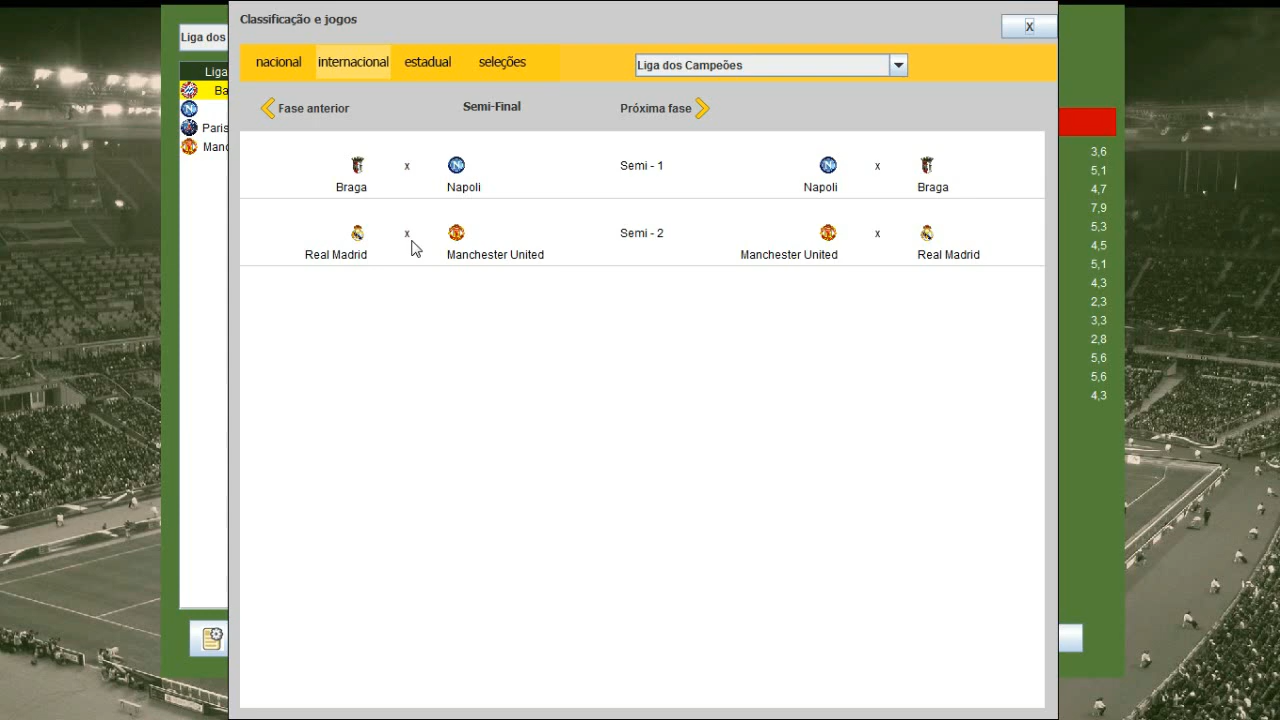 Classificação e jogos
X
Liga dos
nacional internacional estadual seleções Liga dos Campeões
Liga
Ba
Paris
Manc
Fase anterior Semi-Final Próxima fase
x Semi - 1 x
Braga Napoli Napoli Braga
x Semi - 2 x
Real Madrid Manchester United Manchester United Real Madrid
3,6
5,1
4,7
7,9
5,3
4,5
5,1
4,3
2,3
3,3
2,8
5,6
5,6
4,3